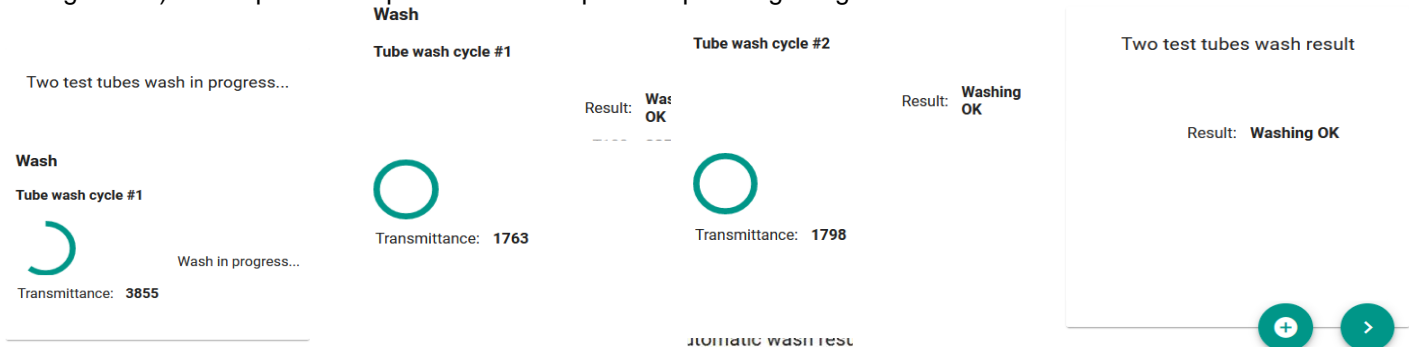 Wash
Tube wash cycle #1
Tube wash cycle #2
Two test tubes wash result
Two test tubes wash in progress...
Result:
OK
Result: Washing
OK
Result: Washing OK
Wash
Tube wash cycle #1
Wash in progress...
Transmittance: 3855
Transmittance: 1763
Transmittance: 1798